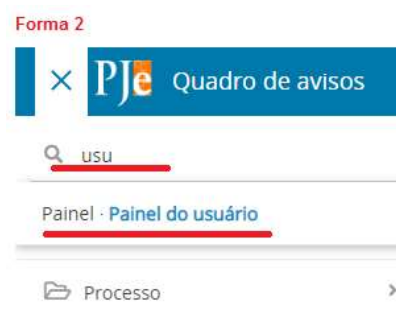 Forma 2
PJe Quadro de avisos
usu
Painel · Painel do usuário
Processo